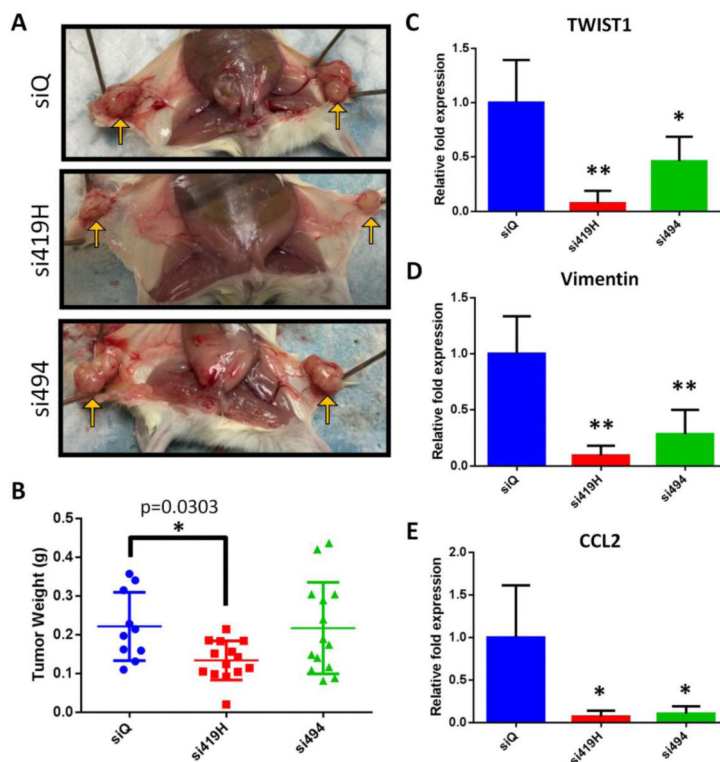 A
siQ
si419H
si494
B
p=0.0303
*
Tumor Weight (g)
0.5
0.4
0.3
0.2
0.1
0.0
siQ
si419H
si494
C
TWIST1
Relative fold expression
1.5
1.0
0.5
0.0
**
*
siQ
si419H
si494
D
Vimentin
Relative fold expression
1.5
1.0
0.5
0.0
**
**
siQ
si419H
si494
E
CCL2
Relative fold expression
2.0
1.5
1.0
0.5
0.0
*
*
siQ
si419H
si494